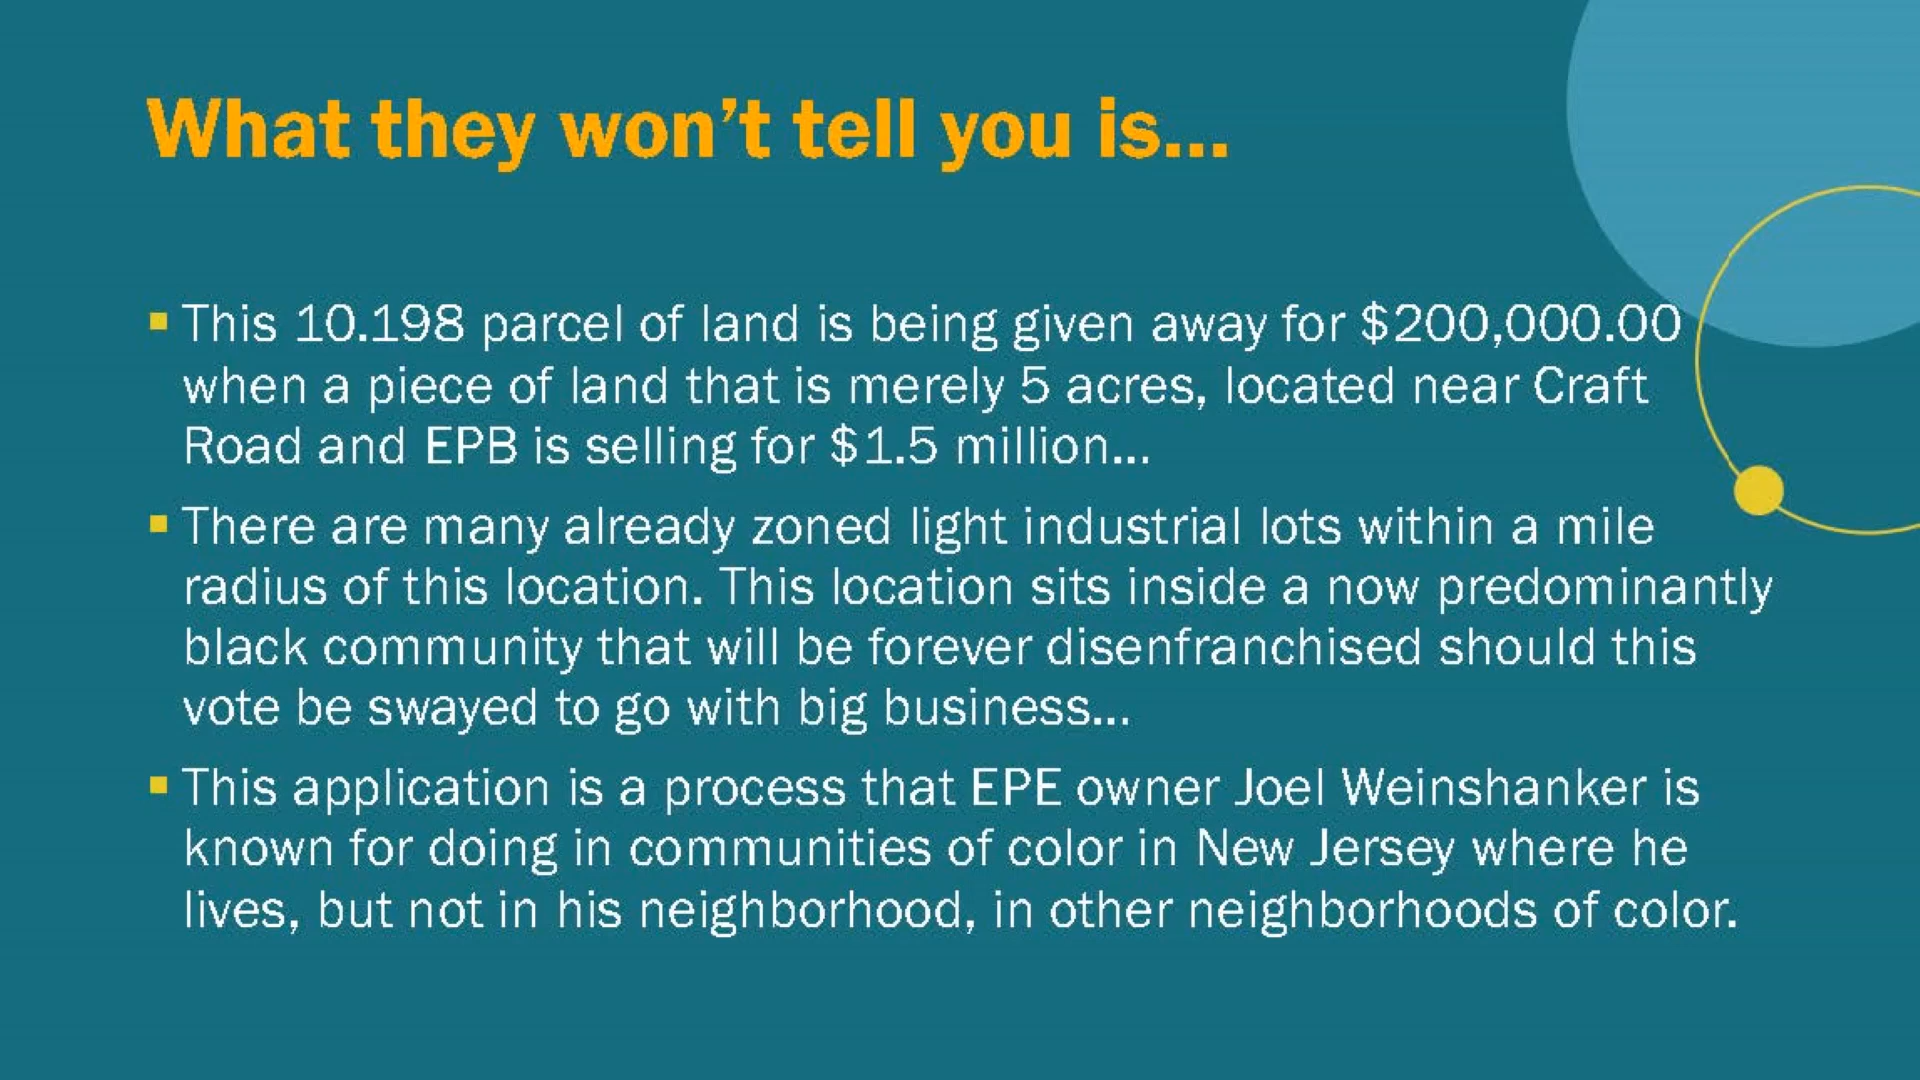 What they won’t tell you is...
This 10.198 parcel of land is being given away for $200,000.00
when a piece of land that is merely 5 acres, located near Craft
Road and EPB is selling for $1.5 million...
There are many already zoned light industrial lots within a mile
radius of this location. This location sits inside a now predominantly
black community that will be forever disenfranchised should this
vote be swayed to go with big business...
This application is a process that EPE owner Joel Weinshanker is
known for doing in communities of color in New Jersey where he
lives, but not in his neighborhood, in other neighborhoods of color.